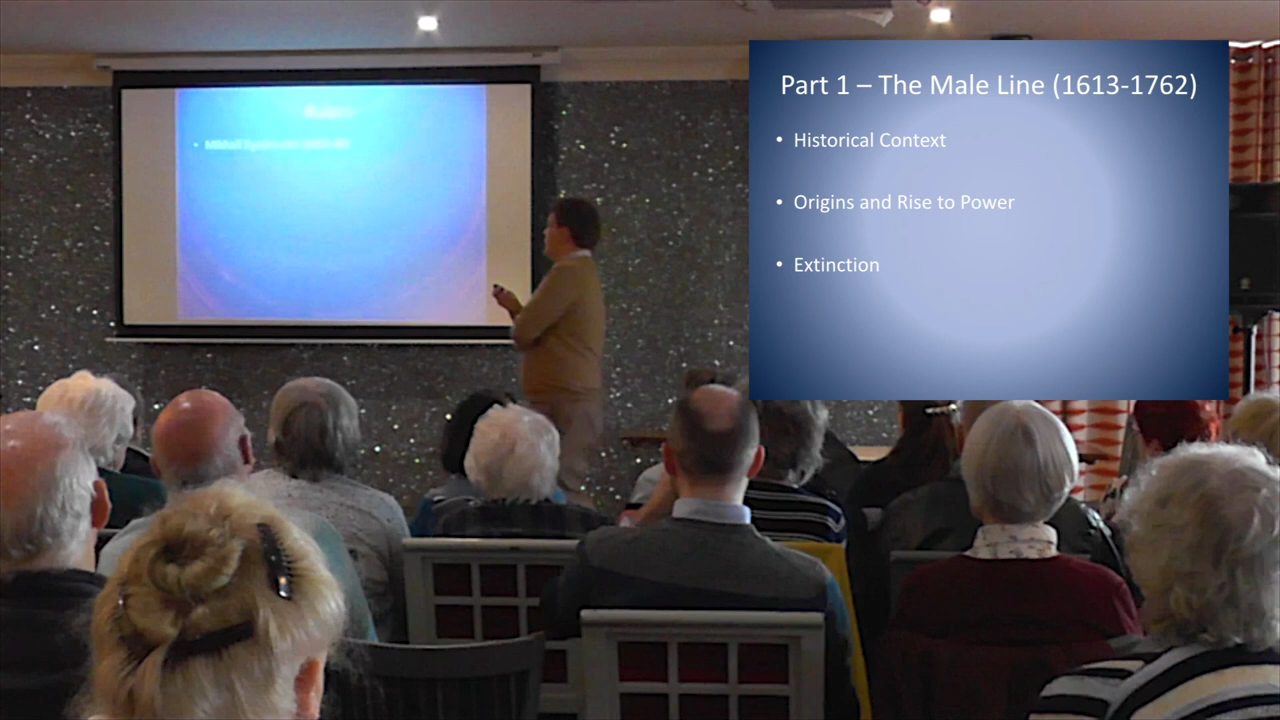 Part 1 – The Male Line (1613-1762)
• Historical Context
• Origins and Rise to Power
• Extinction